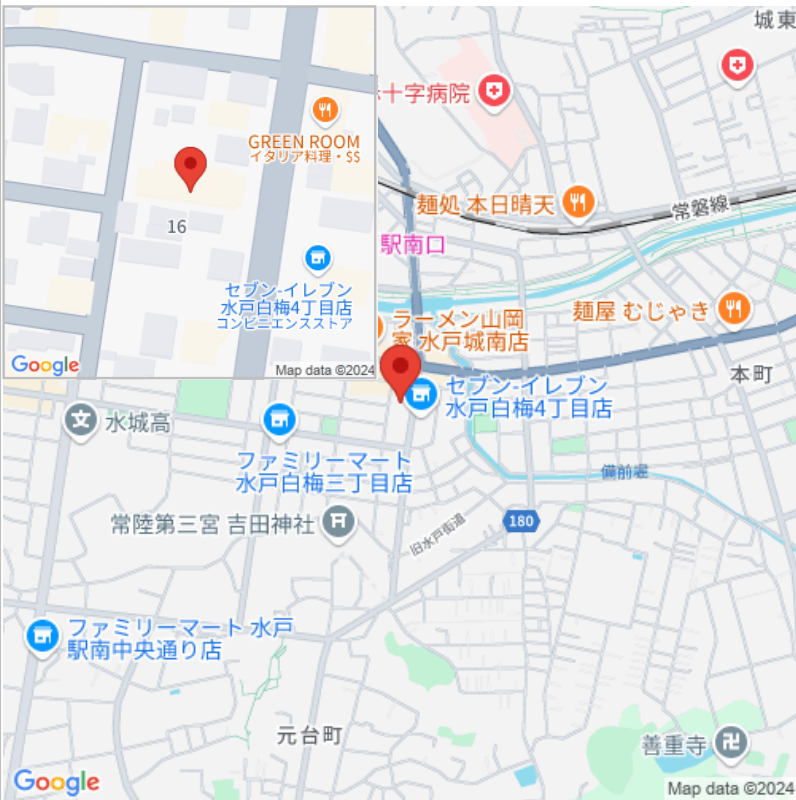 GREEN ROOM
イタリア料理・$$
16
セブン-イレブン
水戸白梅4丁目店
コンビニエンスストア
Google
Map data ©2024
城東
十字病院
麺処 本日晴天
常磐線
駅南口
麺屋 むじゃき
ラーメン山岡
家 水戸城南店
本町
セブン-イレブン
水戸白梅4丁目店
水城高
ファミリーマート
水戸白梅三丁目店
備前堀
180
常陸第三宮 吉田神社
旧水戸街道
ファミリーマート 水戸
駅南中央通り店
元台町
善重寺
Google
Map data ©2024